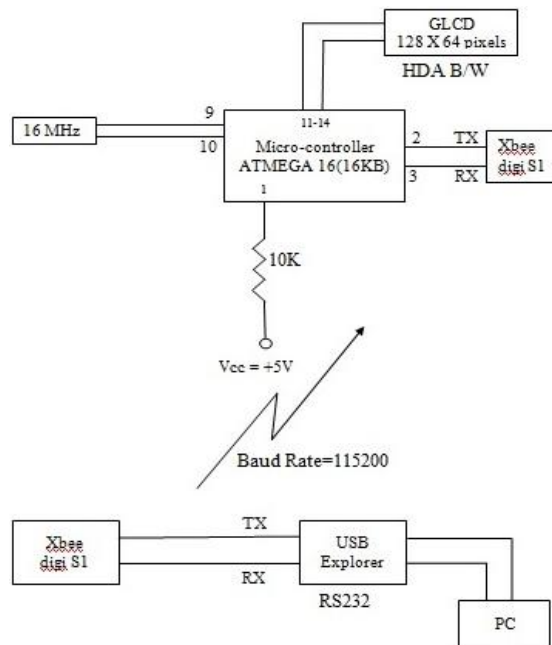 GLCD
128 X 64 pixels
HDA B/W
16 MHz
9
10
11-14
Micro-controller
ATMEGA 16(16KB)
1
2
TX
3
RX
Xbee
digi S1
10K
Vcc = +5V
Baud Rate=115200
Xbee
digi S1
TX
RX
USB
Explorer
RS232
PC